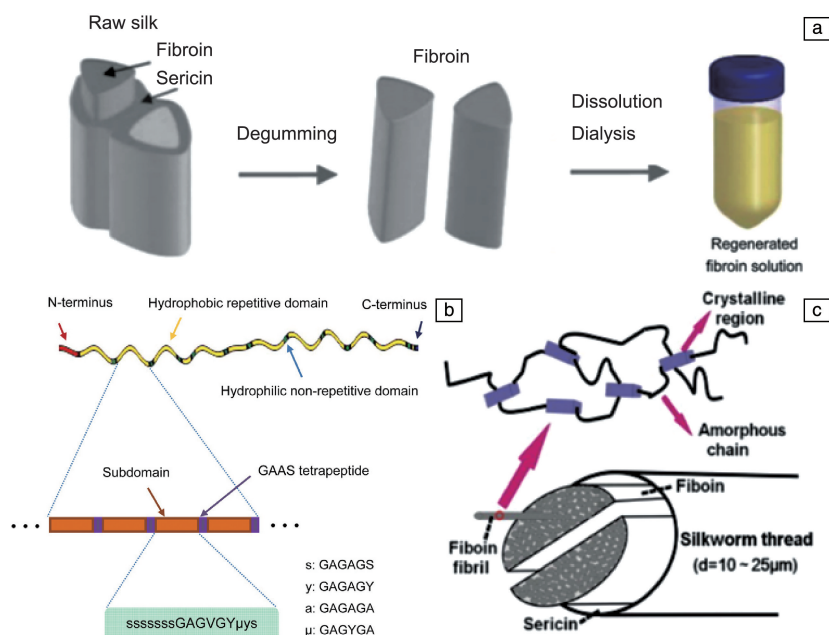 a
Raw silk
Fibroin
Sericin
Degumming
Fibroin
Dissolution
Dialysis
Regenerated
fibroin solution
b
N-terminus
Hydrophobic repetitive domain
C-terminus
Hydrophilic non-repetitive domain
Subdomain
GAAS tetrapeptide
• • •
• • •
s: GAGAGS
y: GAGAGY
a: GAGAGA
μ: GAGYGA
sssssssGAGVGYμys
c
Crystalline
region
Amorphous
chain
Fiboin
Fiboin
fibril
Silkworm thread
(d=10 ~ 25μm)
Sericin